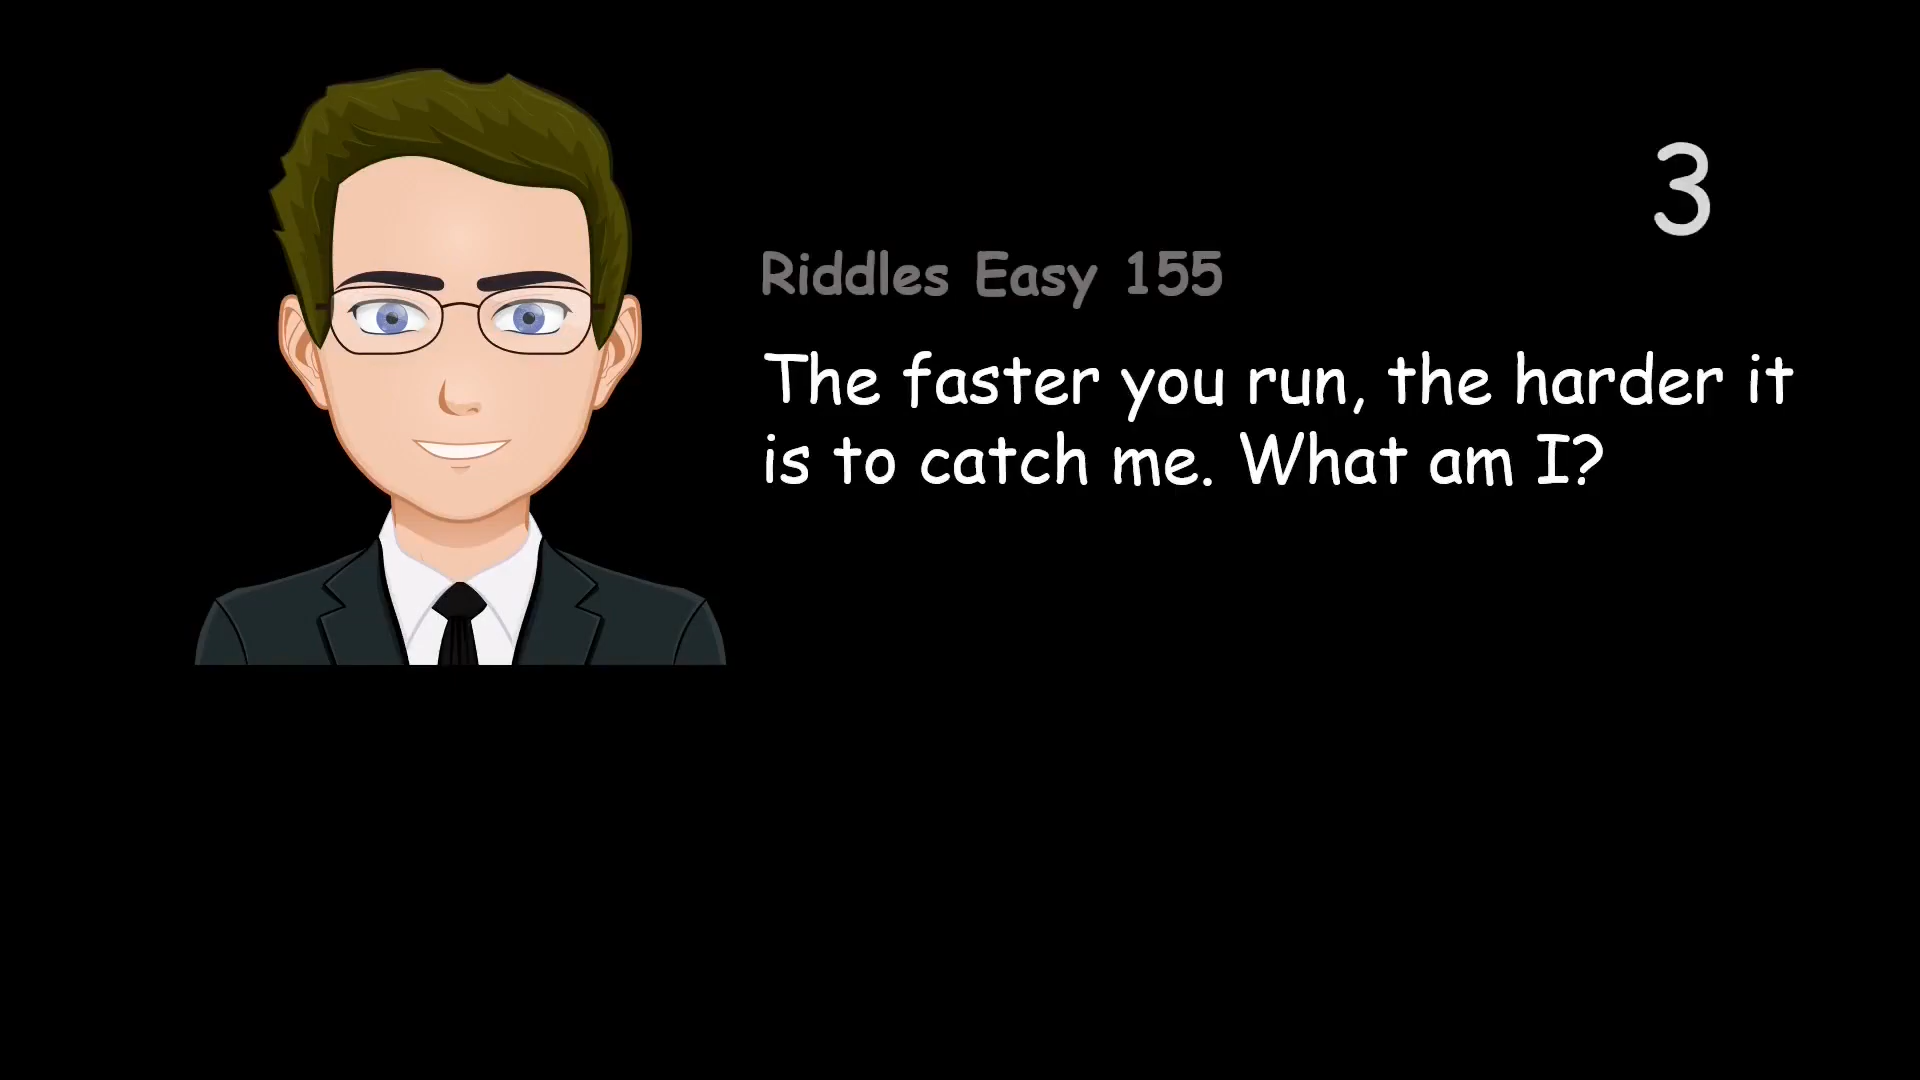 3
Riddles Easy 155
The faster you run, the harder it
is to catch me. What am I?